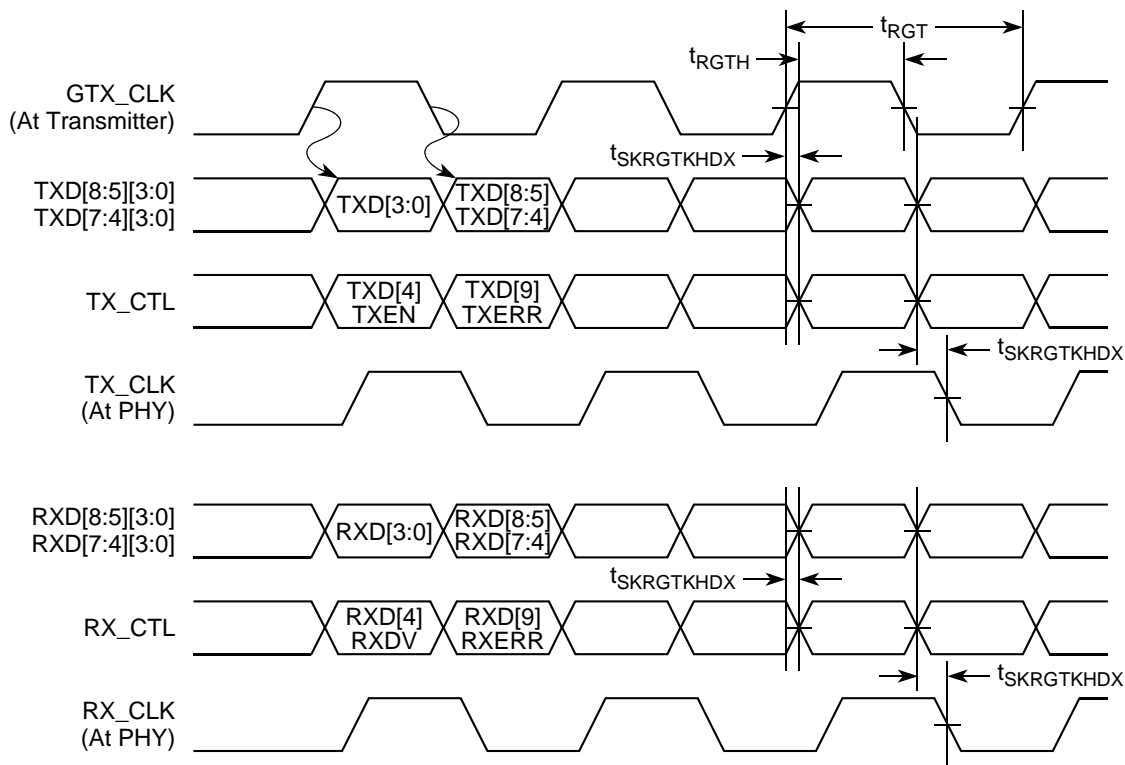 tRGT
tRGTH
GTX_CLK
(At Transmitter)
tSKRGTKHDX
TXD[8:5][3:0]
TXD[7:4][3:0]
TXD[3:0]
TXD[8:5]
TXD[7:4]
TX_CTL
TXD[4]
TXEN
TXD[9]
TXERR
tSKRGTKHDX
TX_CLK
(At PHY)
RXD[8:5][3:0]
RXD[7:4][3:0]
RXD[3:0]
RXD[8:5]
RXD[7:4]
tSKRGTKHDX
RX_CTL
RXD[4]
RXDV
RXD[9]
RXERR
tSKRGTKHDX
RX_CLK
(At PHY)